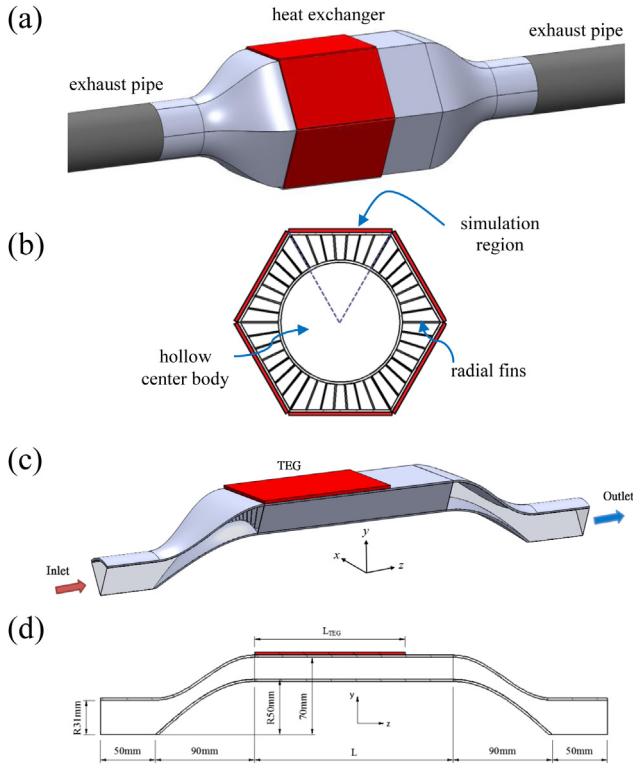 (a)
heat exchanger
exhaust pipe
exhaust pipe
(b)
simulation
region
hollow
center body
radial fins
(c)
TEG
Outlet
Inlet
y
x
z
(d)
L_TEG
R31mm
R50mm
70mm
y
z
50mm
90mm
L
90mm
50mm